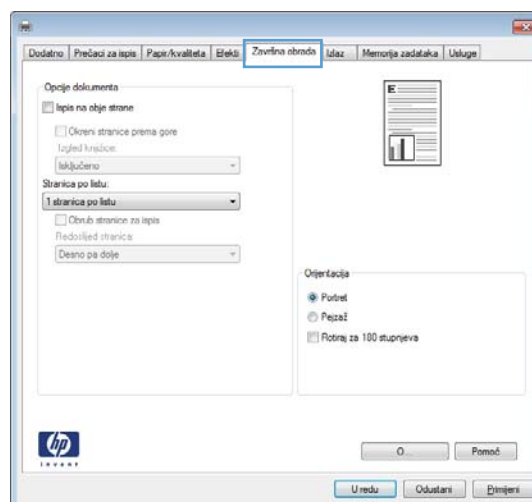 Dodatno Prečaci za ispis Papir/kvaliteta Efekti Završna obrada Izlaz Memorija zadataka Usluge
Opcije dokumenta
Ispis na obje strane
Okreni stranice prema gore
Izgled knjižice:
Isključeno
Stranica po listu:
1 stranica po listu
Obrub stranice za ispis
Redoslijed stranica:
Desno pa dolje
E
Orijentacija
Portret
Pejzaž
Rotiraj za 180 stupnjeva
hp
invent
O... Pomoć
U redu Odustani Primijeni